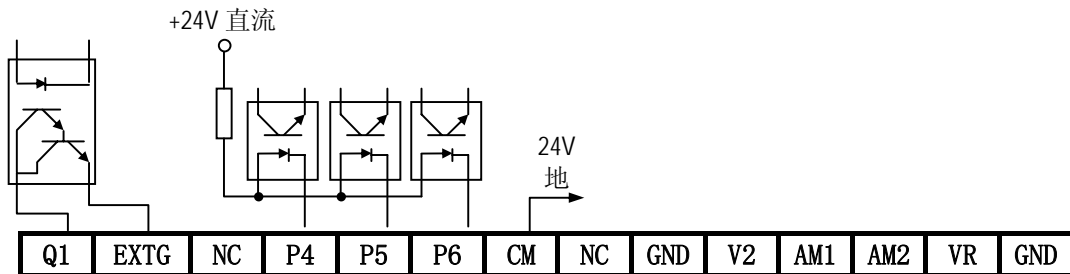 +24V 直流
24V
地
Q1 EXTG NC P4 P5 P6 CM NC GND V2 AM1 AM2 VR GND